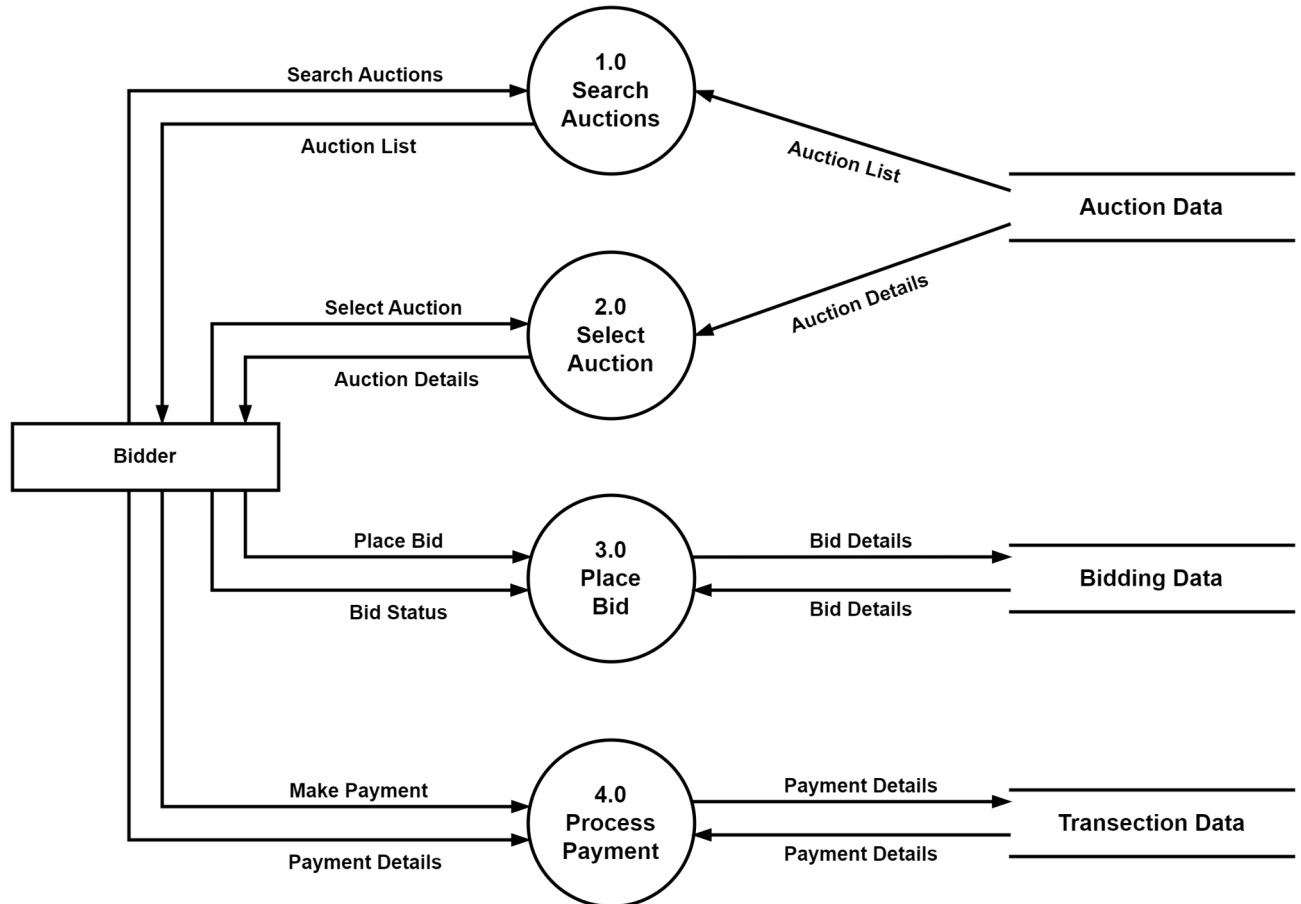 1.0
Search
Auctions
Search Auctions
Auction List
Auction List
Auction Data
Auction Details
2.0
Select
Auction
Select Auction
Auction Details
Bidder
3.0
Place
Bid
Place Bid
Bid Status
Bid Details
Bid Details
Bidding Data
4.0
Process
Payment
Make Payment
Payment Details
Payment Details
Payment Details
Transection Data